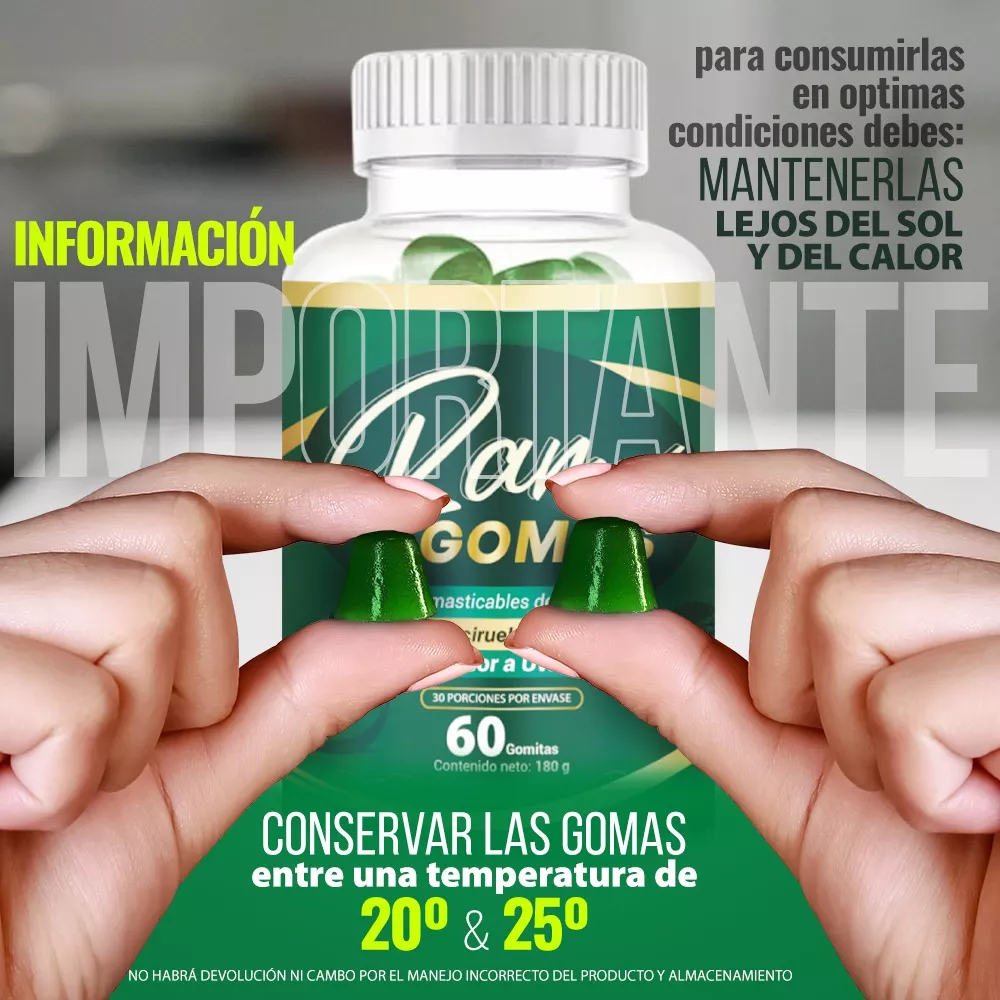 para consumirlas
en optimas
condiciones debes:
MANTENERLAS
LEJOS DEL SOL
Y DEL CALOR
INFORMACIÓN
IMPORTANTE
masticables
30 PORCIONES POR ENVASE
60 Gomitas
Contenido neto: 180 g
CONSERVAR LAS GOMAS
entre una temperatura de
20º & 25º
NO HABRÁ DEVOLUCIÓN NI CAMBO POR EL MANEJO INCORRECTO DEL PRODUCTO Y ALMACENAMIENTO